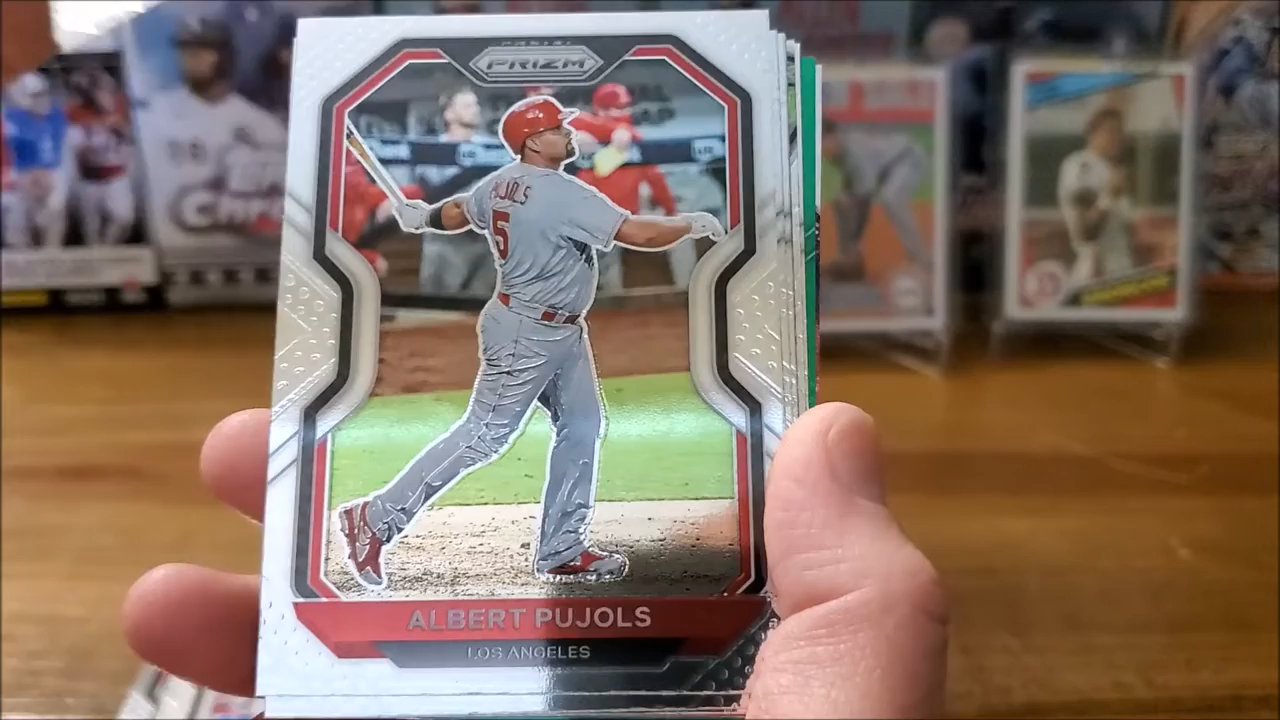 PANINI
PRIZM
PUJOLS
5
ALBERT PUJOLS
LOS ANGELES